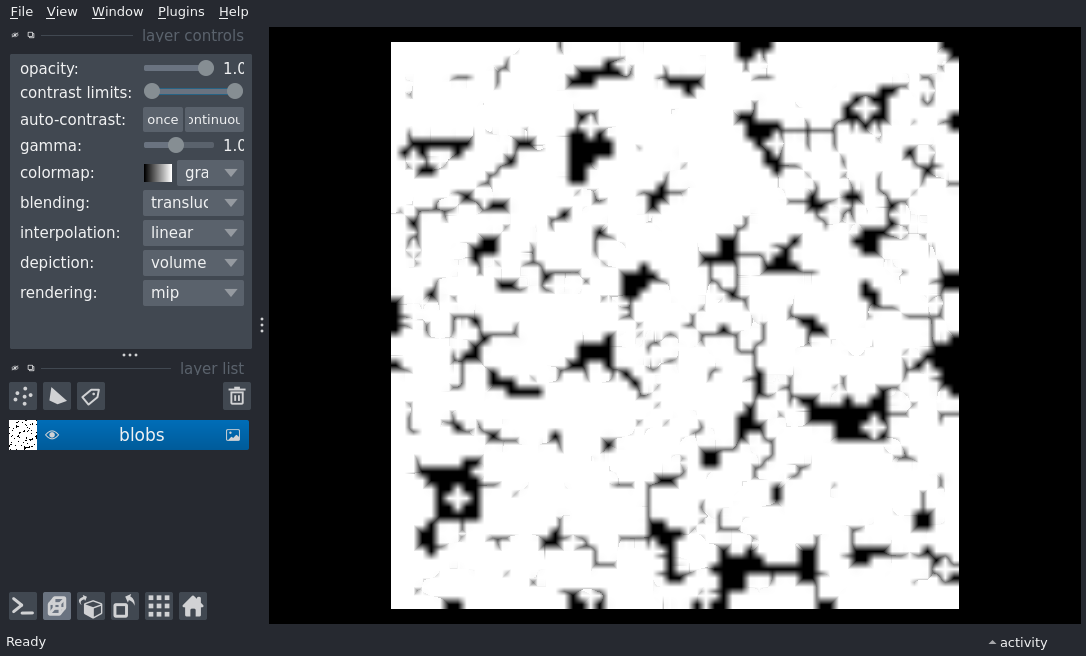 File View Window Plugins Help
layer controls
opacity: 1.0
contrast limits:
auto-contrast: once ontinuou
gamma: 1.0
colormap: gra
blending: transluc
interpolation: linear
depiction: volume
rendering: mip
layer list
blobs
Ready activity